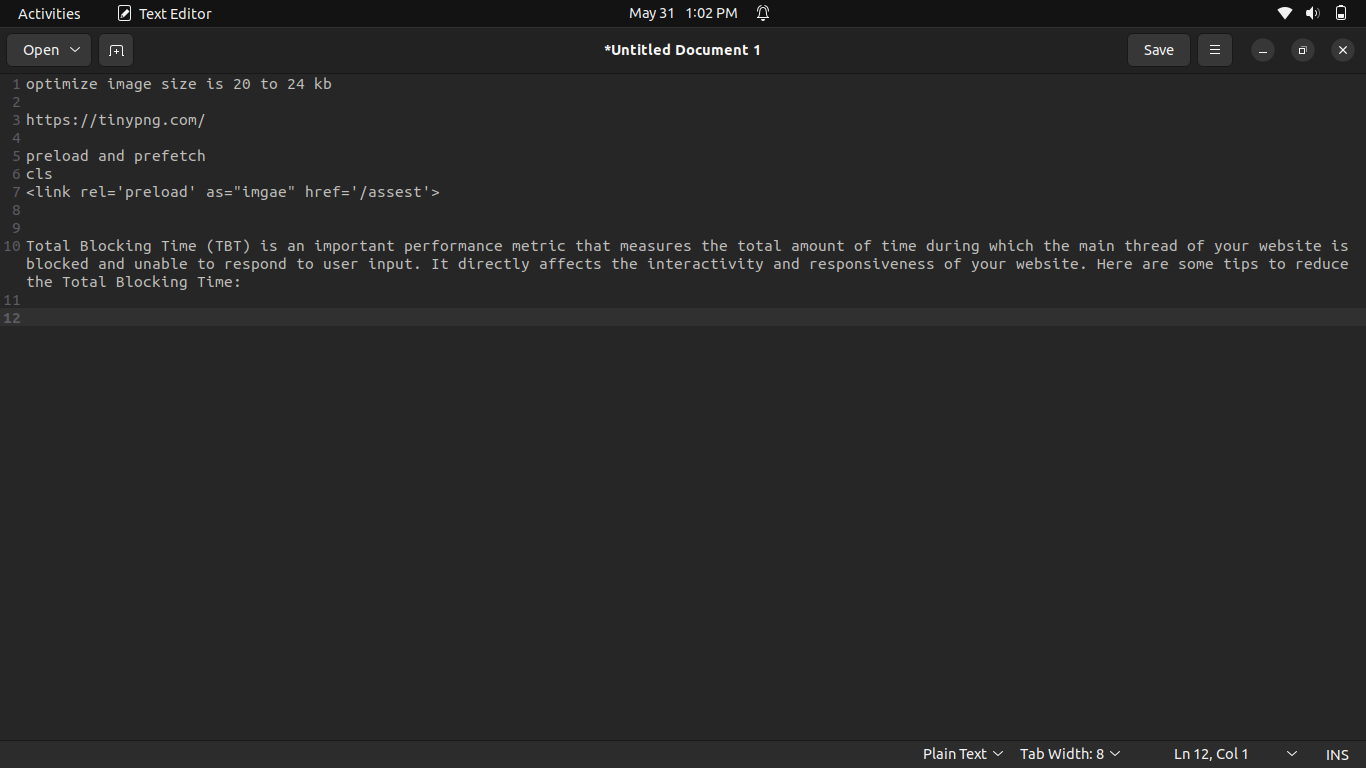 Activities Text Editor May 31 1:02 PM
Open *Untitled Document 1 Save
1 optimize image size is 20 to 24 kb
2
3 https://tinypng.com/
4
5 preload and prefetch
6 cls
7 <link rel='preload' as="imgae" href='/assest'>
8
9
10 Total Blocking Time (TBT) is an important performance metric that measures the total amount of time during which the main thread of your website is
blocked and unable to respond to user input. It directly affects the interactivity and responsiveness of your website. Here are some tips to reduce
the Total Blocking Time:
11
12
Plain Text Tab Width: 8 Ln 12, Col 1 INS